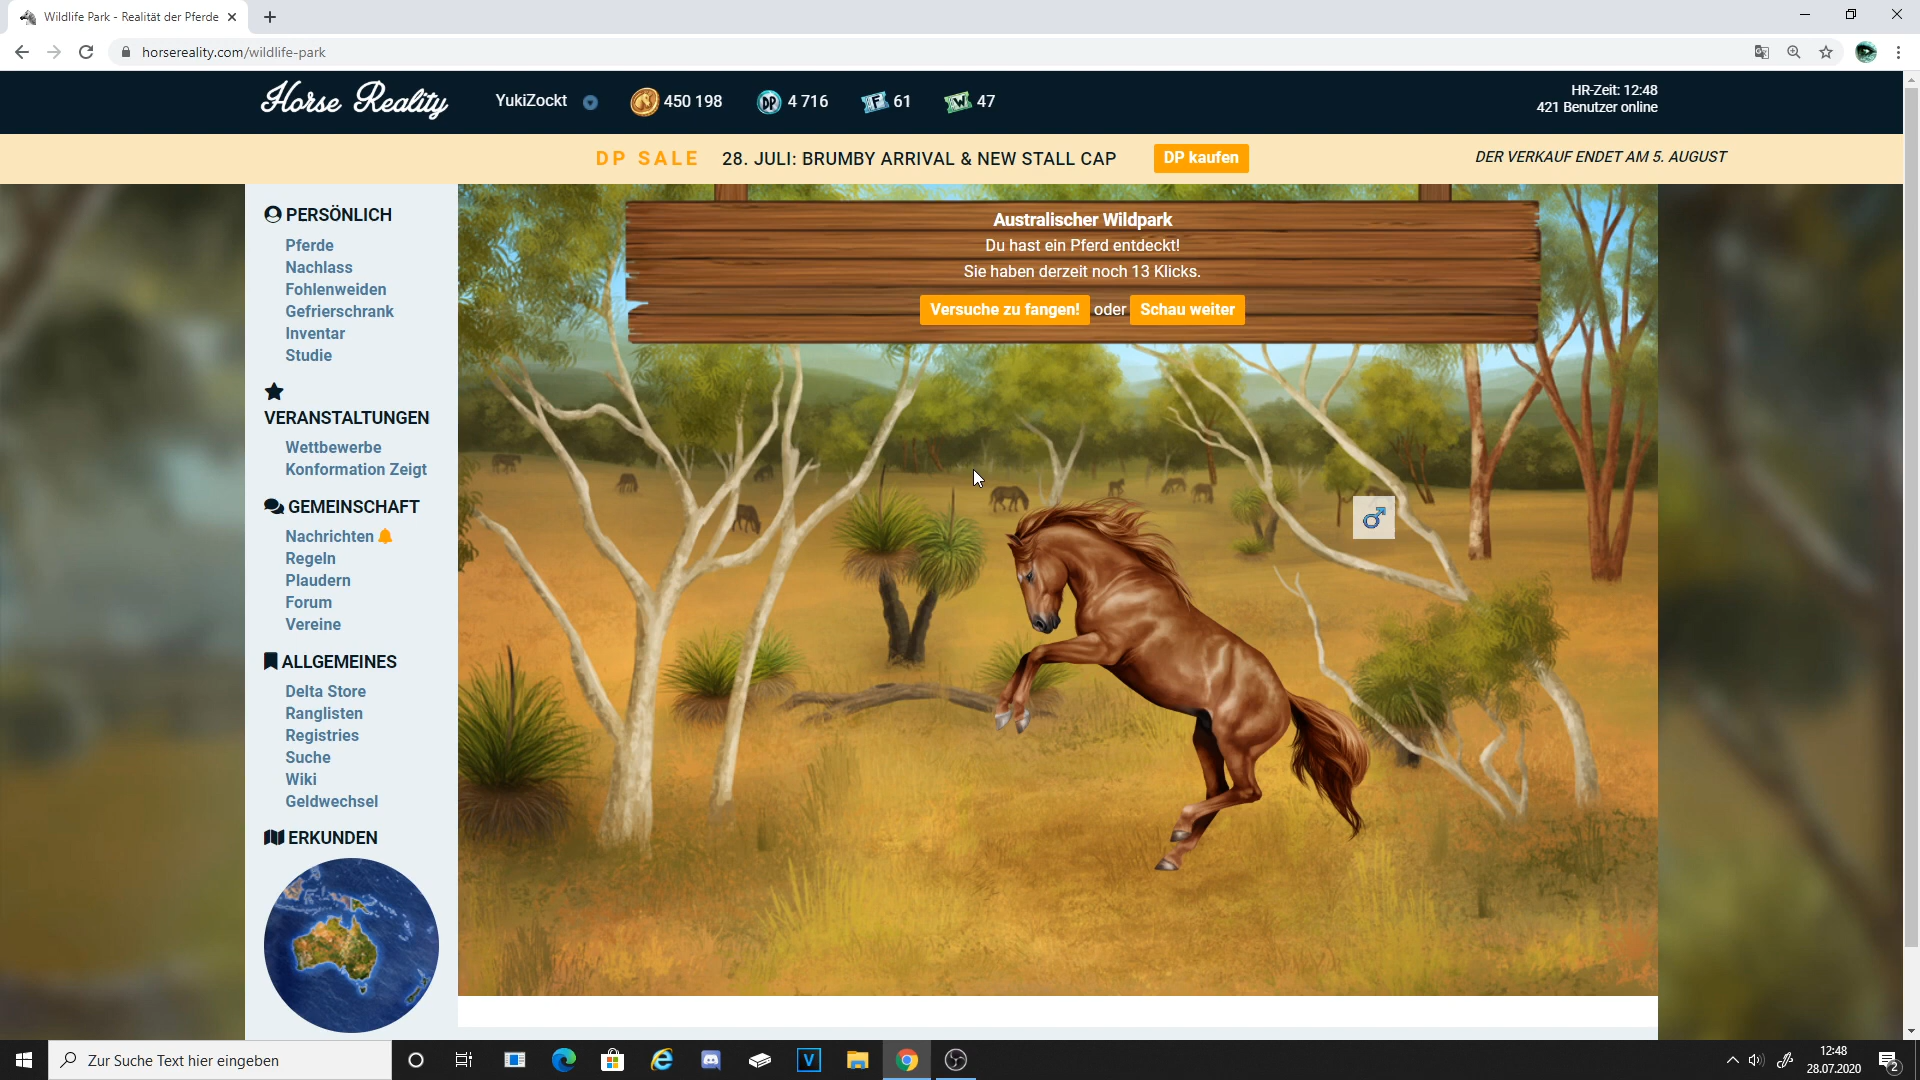 Wildlife Park - Realität der Pferde
horsereality.com/wildlife-park
Horse Reality
YukiZockt
450 198
DP
4 716
F
61
W
47
HR-Zeit: 12:48
421 Benutzer online
DP SALE
28. JULI: BRUMBY ARRIVAL & NEW STALL CAP
DP kaufen
DER VERKAUF ENDET AM 5. AUGUST
PERSÖNLICH
Pferde
Nachlass
Fohlenweiden
Gefrierschrank
Inventar
Studie
VERANSTALTUNGEN
Wettbewerbe
Konformation Zeigt
GEMEINSCHAFT
Nachrichten
Regeln
Plaudern
Forum
Vereine
ALLGEMEINES
Delta Store
Ranglisten
Registries
Suche
Wiki
Geldwechsel
ERKUNDEN
Australischer Wildpark
Du hast ein Pferd entdeckt!
Sie haben derzeit noch 13 Klicks.
Versuche zu fangen! oder Schau weiter
Zur Suche Text hier eingeben
V
12:48
28.07.2020
2